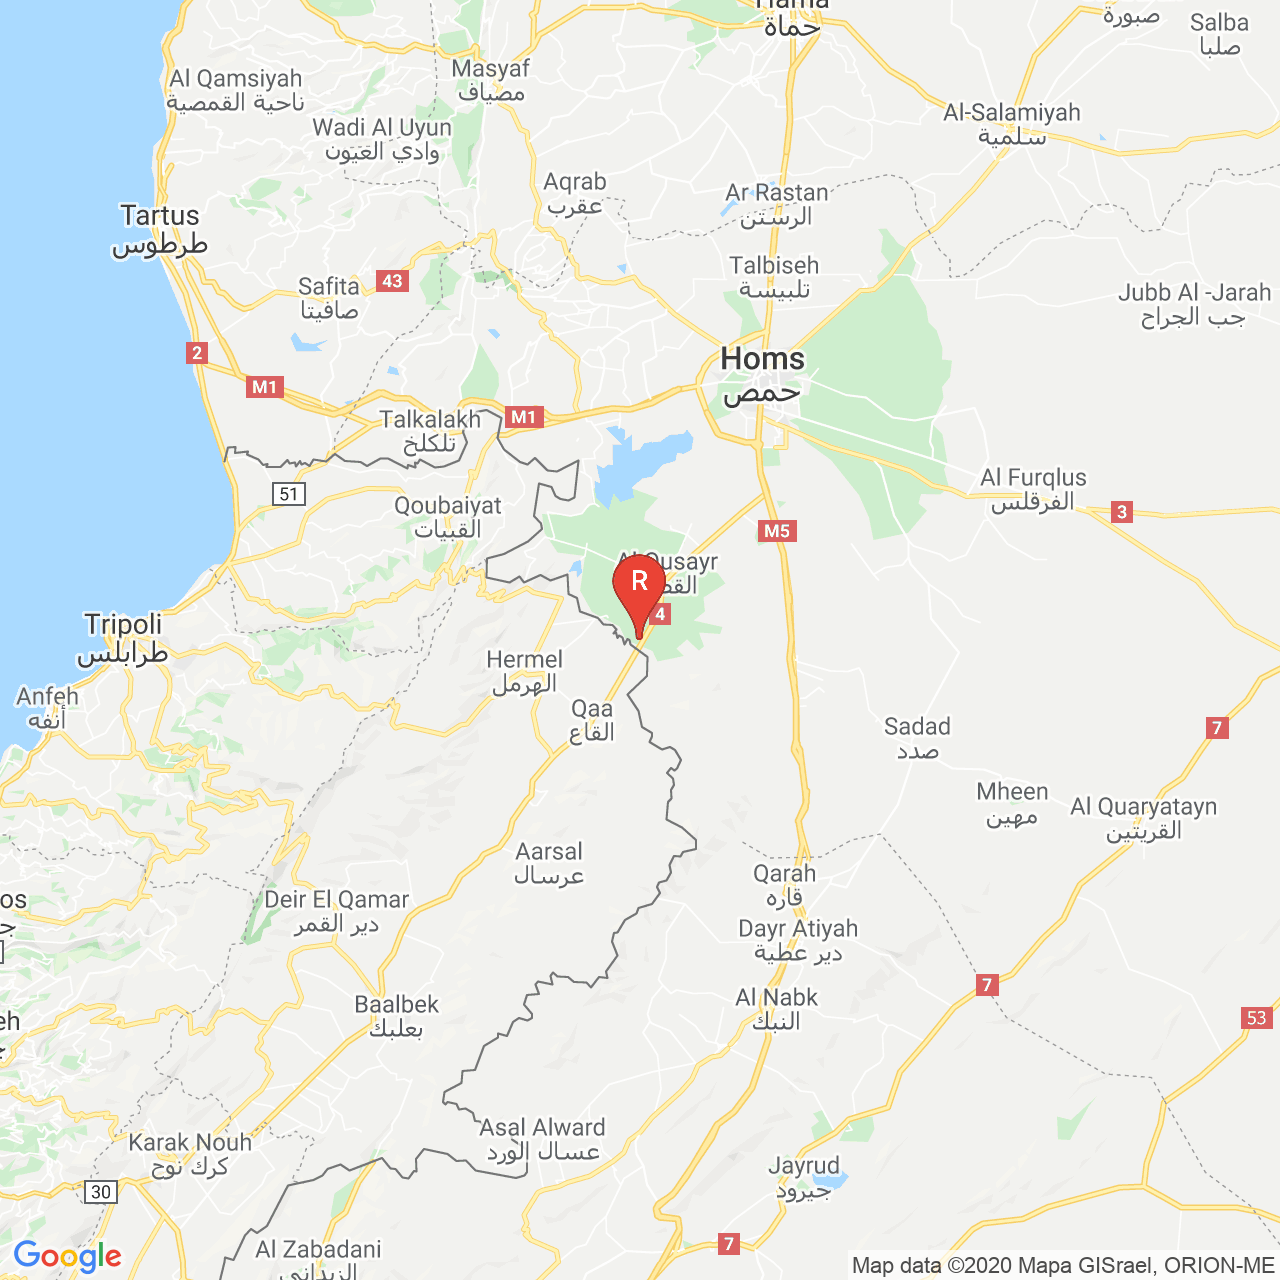 Hama
حماة
صبورة
Salba
صلبا
Masyaf
مصياف
Al Qamsiyah
ناحية القمصية
Al-Salamiyah
سلمية
Wadi Al Uyun
وادي العيون
Aqrab
عقرب
Ar Rastan
الرستن
Tartus
طرطوس
Talbiseh
تلبيسة
43
Safita
صافيتا
Jubb Al -Jarah
جب الجراح
2
Homs
حمص
M1
Talkalakh
تلكلخ
M1
51
Al Furqlus
الفرقلس
Qoubaiyat
القبيات
3
M5
Al Qusayr
R
4
Tripoli
طرابلس
Hermel
الهرمل
Anfeh
أنفه
Qaa
القاع
Sadad
صدد
7
Mheen
مهين
Al Quaryatayn
القريتين
Aarsal
عرسال
Qarah
قاره
Deir El Qamar
دير القمر
Dayr Atiyah
دير عطية
7
Baalbek
بعلبك
Al Nabk
النبك
53
Asal Alward
عسال الورد
Karak Nouh
كرك نوح
Jayrud
جيرود
30
7
Al Zabadani
الزبداني
Google
Map data ©2020 Mapa GISrael, ORION-ME